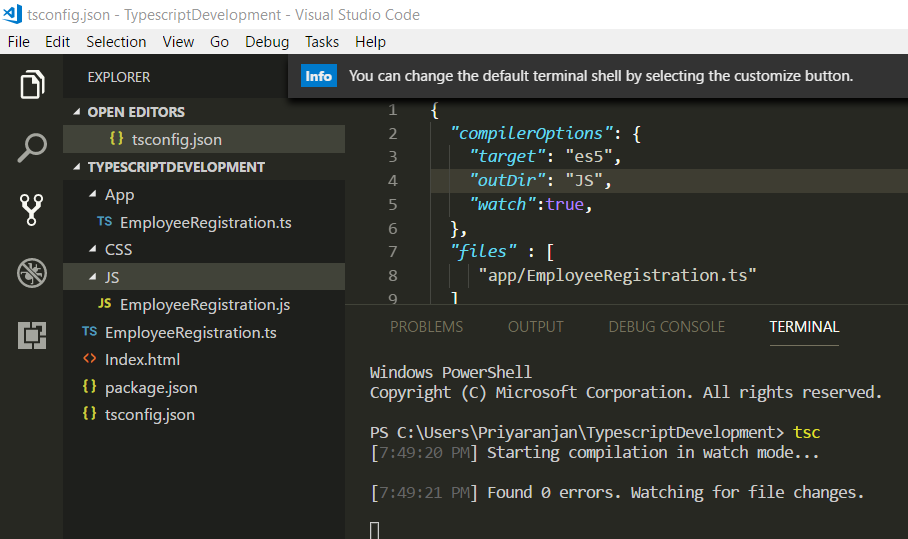 tsconfig.json - TypescriptDevelopment - Visual Studio Code
File Edit Selection View Go Debug Tasks Help
EXPLORER
OPEN EDITORS
{} tsconfig.json
TYPESCRIPTDEVELOPMENT
App
TS EmployeeRegistration.ts
CSS
JS
JS EmployeeRegistration.js
TS EmployeeRegistration.ts
<> Index.html
{} package.json
{} tsconfig.json
Info You can change the default terminal shell by selecting the customize button.
1 {
2 "compilerOptions": {
3 "target": "es5",
4 "outDir": "JS",
5 "watch":true,
6 },
7 "files" : [
8 "app/EmployeeRegistration.ts"
9 ]
PROBLEMS OUTPUT DEBUG CONSOLE TERMINAL
Windows PowerShell
Copyright (C) Microsoft Corporation. All rights reserved.
PS C:\Users\Priyaranjan\TypescriptDevelopment> tsc
[7:49:20 PM] Starting compilation in watch mode...
[7:49:21 PM] Found 0 errors. Watching for file changes.